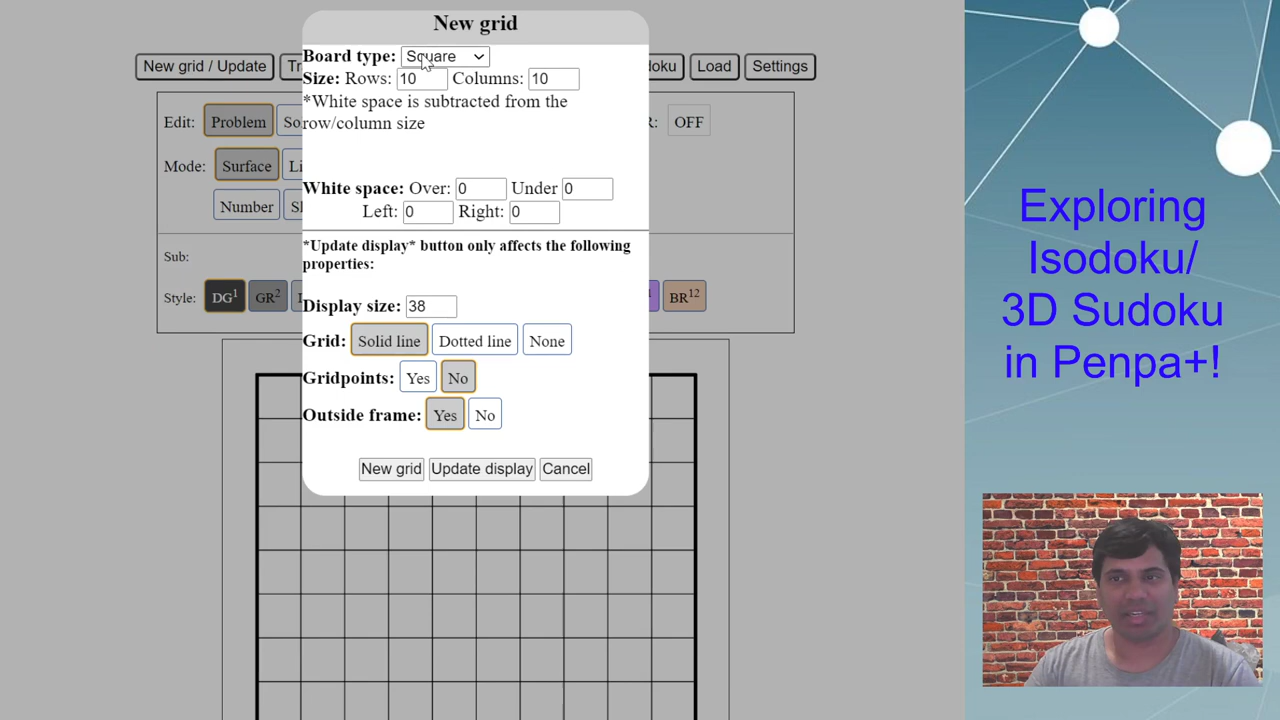 New grid
Board type: Square
New grid / Update
Load
Settings
Size: Rows: 10 Columns: 10
*White space is subtracted from the
row/column size
Edit: Problem
OFF
Mode: Surface
White space: Over: 0 Under 0
Number
Left: 0 Right: 0
*Update display* button only affects the following
properties:
Sub:
Style: DG1 GR2
BR12
Display size: 38
Grid: Solid line Dotted line None
Gridpoints: Yes No
Outside frame: Yes No
New grid Update display Cancel
Exploring
Isodoku/
3D Sudoku
in Penpa+!